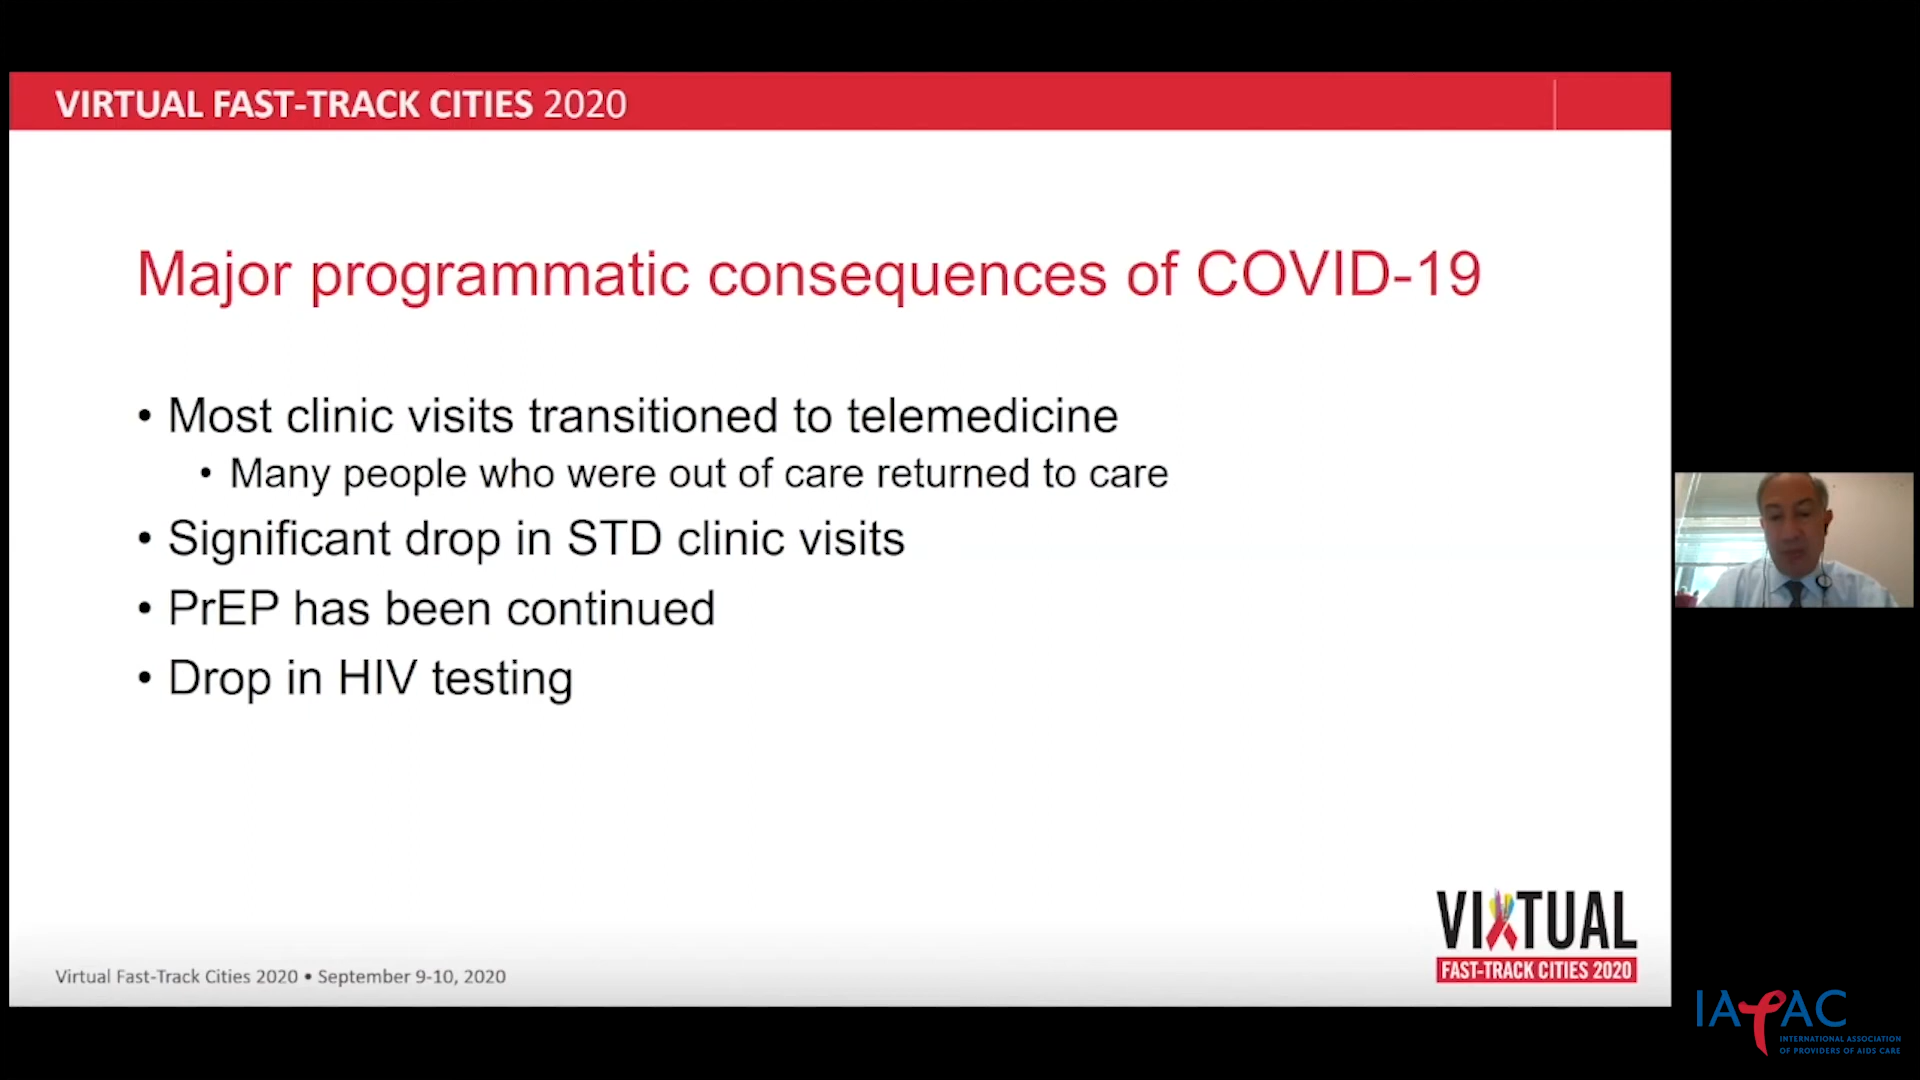 VIRTUAL FAST-TRACK CITIES 2020
Major programmatic consequences of COVID-19
• Most clinic visits transitioned to telemedicine
• Many people who were out of care returned to care
• Significant drop in STD clinic visits
• PrEP has been continued
• Drop in HIV testing
Virtual Fast-Track Cities 2020 • September 9-10, 2020
VIRTUAL
FAST-TRACK CITIES 2020
IAPAC
INTERNATIONAL ASSOCIATION
OF PROVIDERS OF AIDS CARE